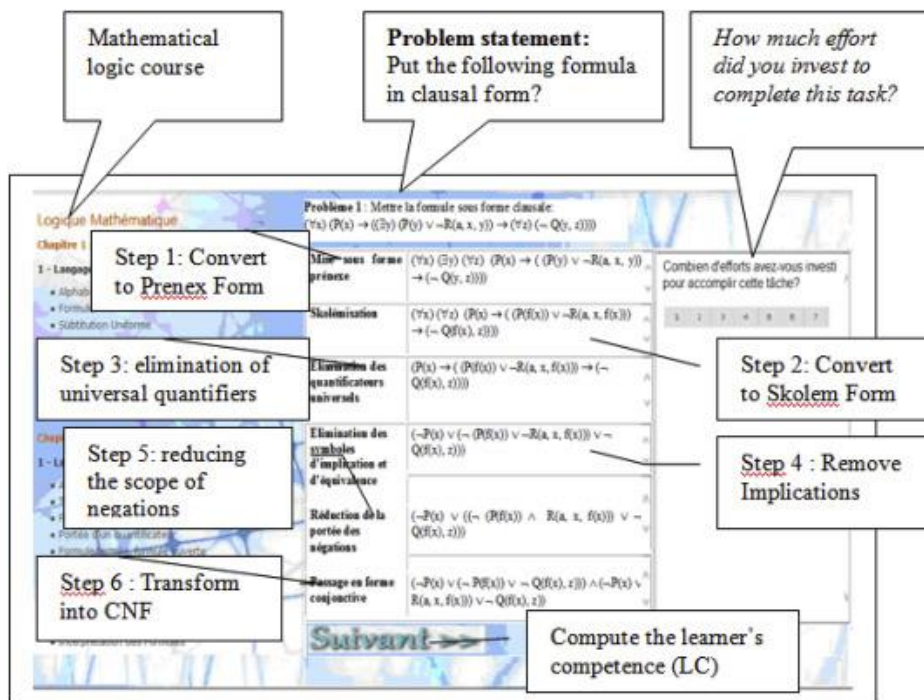 Mathematical
logic course
Problem statement:
Put the following formula
in clausal form?
How much effort
did you invest to
complete this task?
Logique Mathématique
Chapitre 1
1 - Langage
Alphabet
Formules
Substitution Uniforme
Problème 1 : Mettre la formule sous forme clausale:
(∀x) (P(x) → ((∃y) (P(y) ∨ ¬R(a, x, y)) → (∀z) (¬ Q(y, z))))
Step 1: Convert
to Prenex Form
Mise sous forme
prénexe
(∀x) (∃y) (∀z) (P(x) → ( (P(y) ∨ ¬R(a, x, y))
→ (¬ Q(y, z))))
Combien d'efforts avez-vous investi
pour accomplir cette tâche?
1 2 3 4 5 6 7
Skolémisation
(∀x) (∀z) (P(x) → ( (P(f(x)) ∨ ¬R(a, x, f(x)))
→ (¬ Q(f(x), z))))
Step 2: Convert
to Skolem Form
Step 3: elimination of
universal quantifiers
Elimination des
quantificateurs
universels
(P(x) → ( (P(f(x)) ∨ ¬R(a, x, f(x))) → (¬
Q(f(x), z))))
Step 5: reducing
the scope of
negations
Elimination des
symboles
d'implication et
d'équivalence
(¬P(x) ∨ (¬ (P(f(x)) ∨ ¬R(a, x, f(x))) ∨ ¬
Q(f(x), z)))
Step 4 : Remove
Implications
Réduction de la
portée des
négations
(¬P(x) ∨ ((¬ (P(f(x)) ∧ R(a, x, f(x))) ∨ ¬
Q(f(x), z)))
Portée d'un quantificateur
Step 6 : Transform
into CNF
Passage en forme
conjonctive
(¬P(x) ∨ (¬ P(f(x)) ∨ ¬ Q(f(x), z))) ∧ (¬P(x) ∨
R(a, x, f(x))) ∨ ¬ Q(f(x), z))
Suivant >>
Compute the learner's
competence (LC)